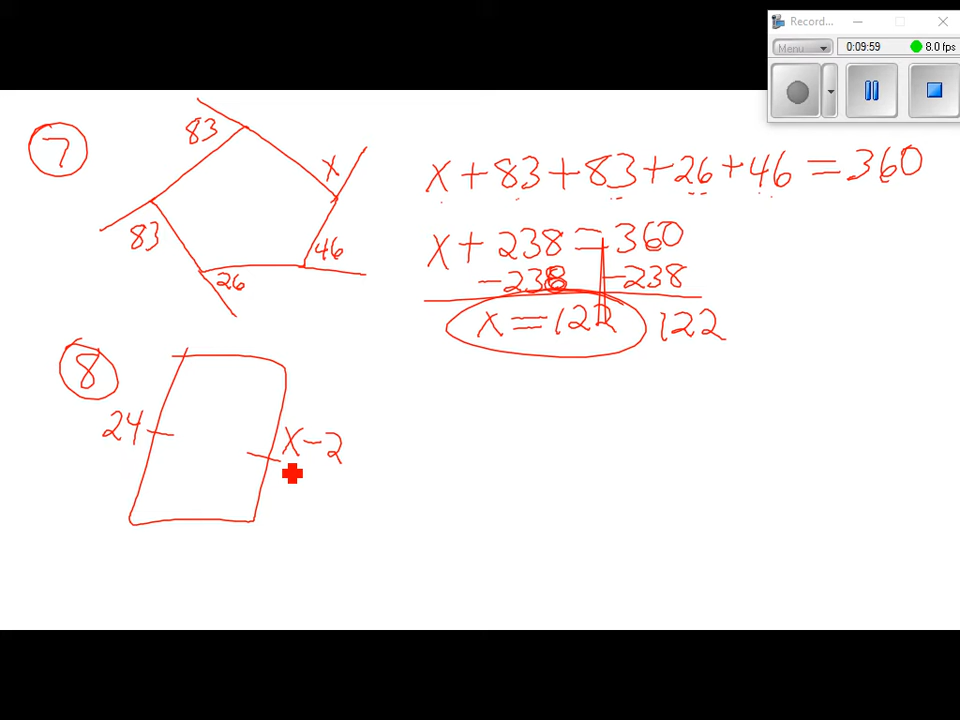 Record...
Menu
0:09:59
8.0 fps
7
83
x
83
26
46
x + 83 + 83 + 26 + 46 = 360
x + 238 = 360
-238 -238
x = 122 122
8
24
x - 2